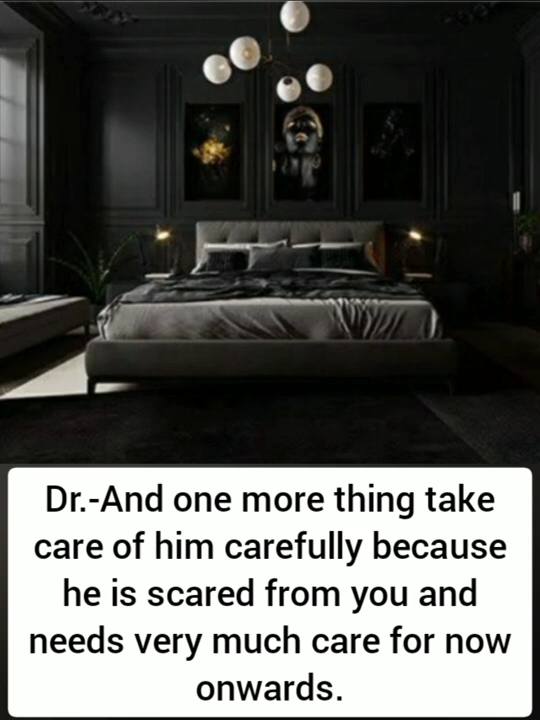 Dr.-And one more thing take
care of him carefully because
he is scared from you and
needs very much care for now
onwards.